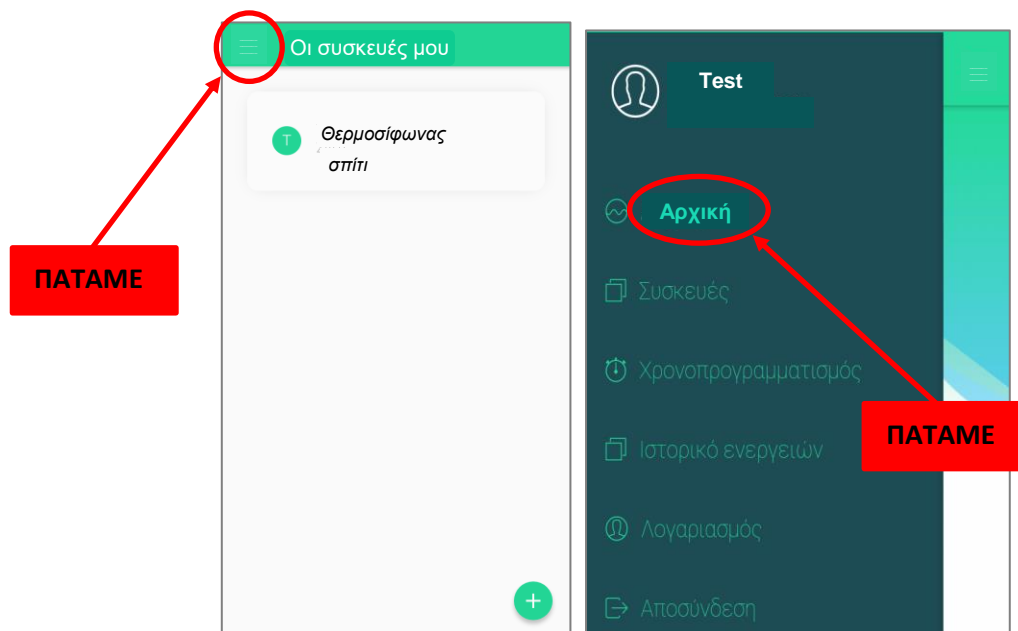 Οι συσκευές μου
T
Θερμοσίφωνας
σπίτι
ΠΑΤΑΜΕ
Test
Αρχική
Συσκευές
Χρονοπρογραμματισμός
Ιστορικό ενεργειών
Λογαριασμός
Αποσύνδεση
ΠΑΤΑΜΕ